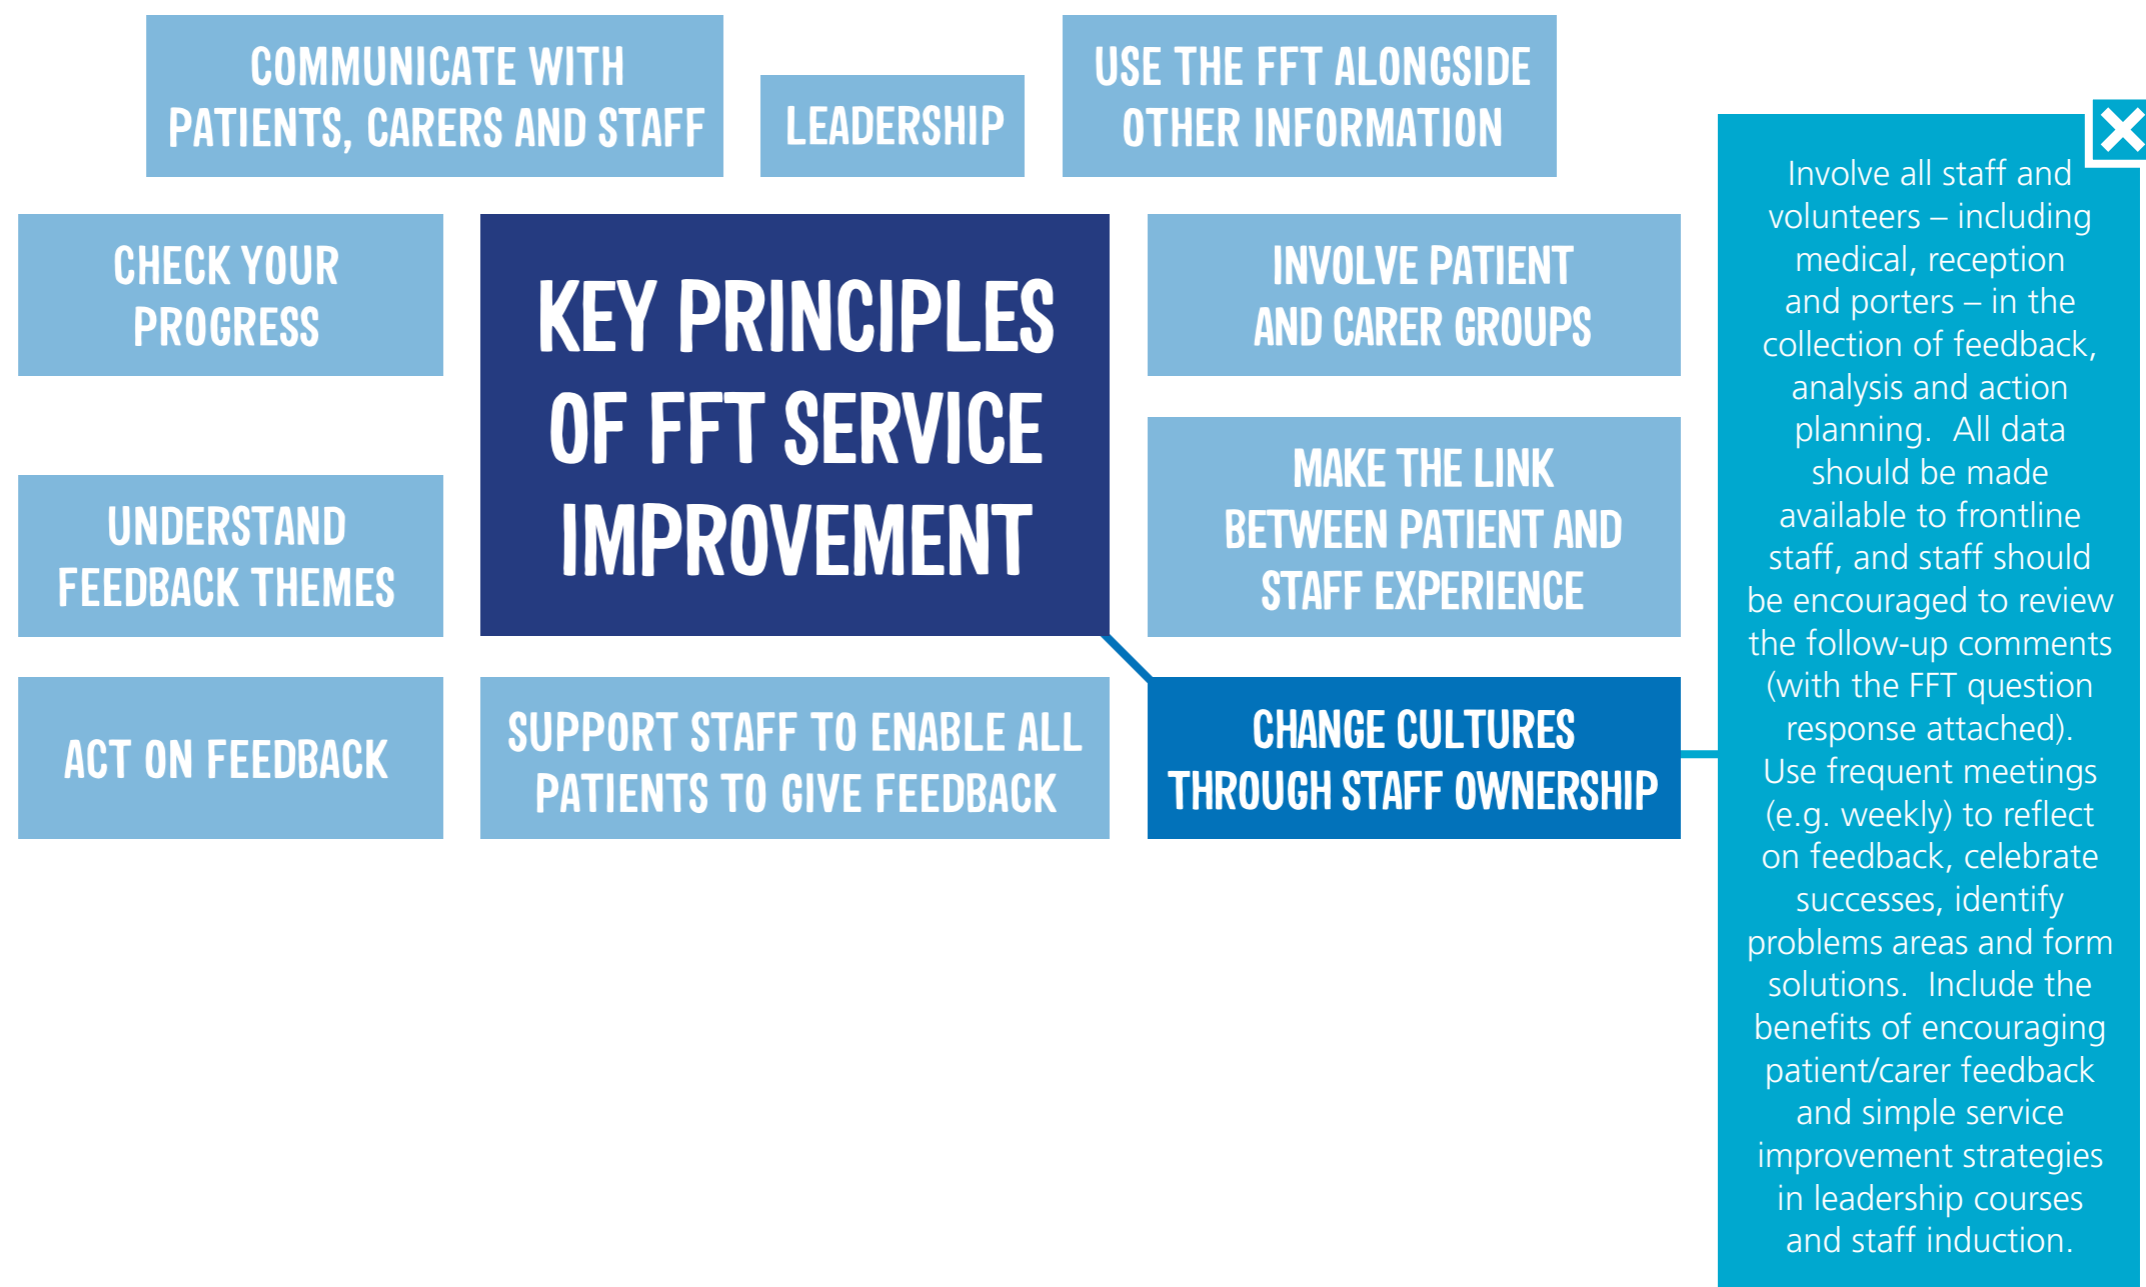 COMMUNICATE WITH
PATIENTS, CARERS AND STAFF
LEADERSHIP
USE THE FFT ALONGSIDE
OTHER INFORMATION
CHECK YOUR
PROGRESS
KEY PRINCIPLES
OF FFT SERVICE
IMPROVEMENT
INVOLVE PATIENT
AND CARER GROUPS
MAKE THE LINK
BETWEEN PATIENT AND
STAFF EXPERIENCE
UNDERSTAND
FEEDBACK THEMES
ACT ON FEEDBACK
SUPPORT STAFF TO ENABLE ALL
PATIENTS TO GIVE FEEDBACK
CHANGE CULTURES
THROUGH STAFF OWNERSHIP
Involve all staff and
volunteers – including
medical, reception
and porters – in the
collection of feedback,
analysis and action
planning.  All data
should be made
available to frontline
staff, and staff should
be encouraged to review
the follow-up comments
(with the FFT question
response attached).
Use frequent meetings
(e.g. weekly) to reflect
on feedback, celebrate
successes, identify
problems areas and form
solutions.  Include the
benefits of encouraging
patient/carer feedback
and simple service
improvement strategies
in leadership courses
and staff induction.